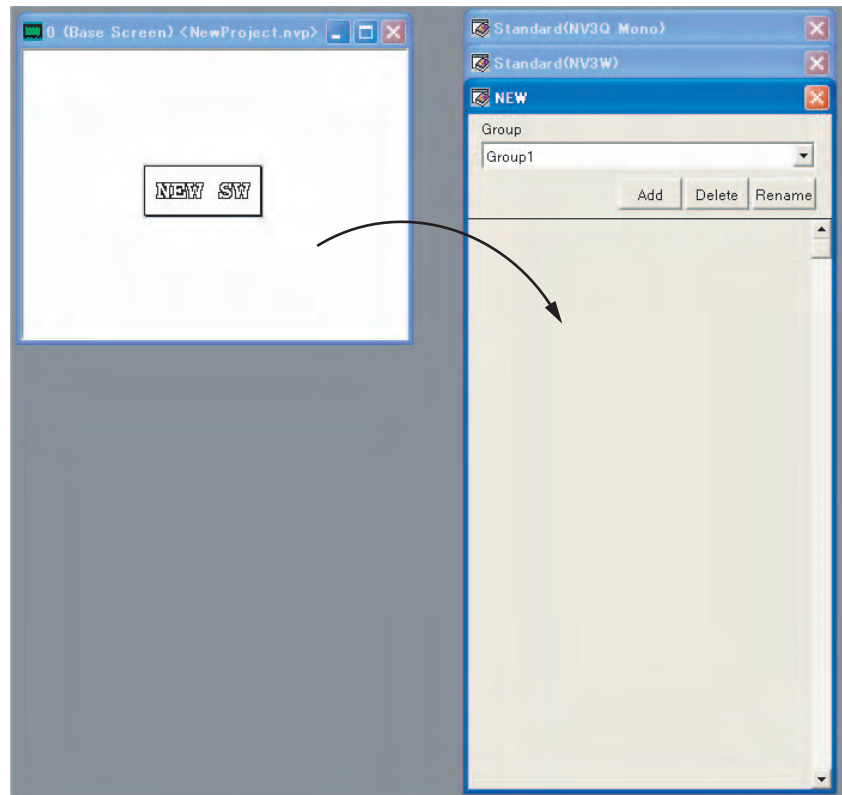 0 (Base Screen) <NewProject.nvp>
NEW SW
Standard(NV3Q Mono)
Standard(NV3W)
NEW
Group
Group1
Add Delete Rename